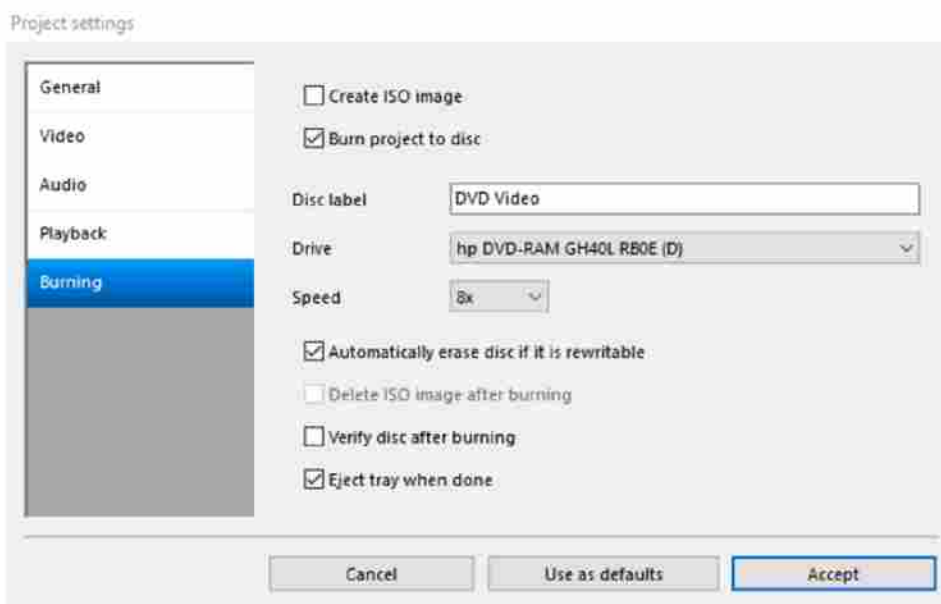 Project settings
General
Video
Audio
Playback
Burning
Create ISO image
Burn project to disc
Disc label
DVD Video
Drive
hp DVD-RAM GH40L RB0E (D)
Speed
8x
Automatically erase disc if it is rewritable
Delete ISO image after burning
Verify disc after burning
Eject tray when done
Cancel
Use as defaults
Accept